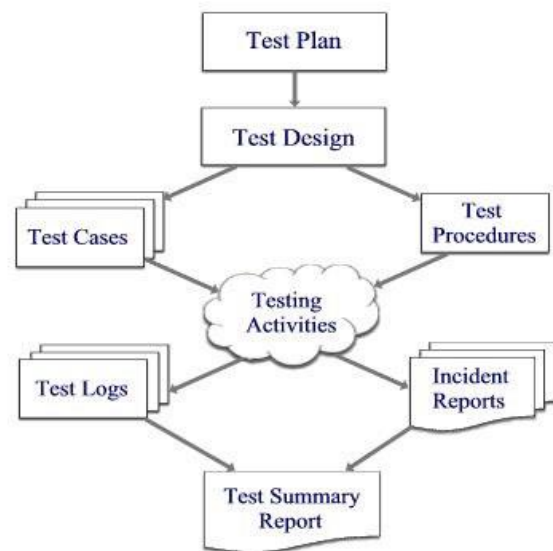 Test Plan
Test Design
Test Cases
Test
Procedures
Testing
Activities
Test Logs
Incident
Reports
Test Summary
Report